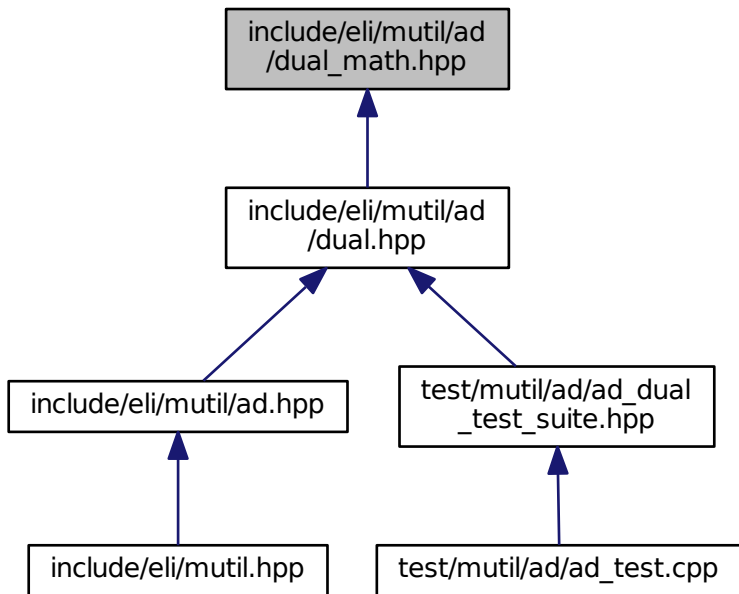 include/eli/mutil/ad
/dual_math.hpp
include/eli/mutil/ad
/dual.hpp
include/eli/mutil/ad.hpp
test/mutil/ad/ad_dual
_test_suite.hpp
include/eli/mutil.hpp
test/mutil/ad/ad_test.cpp